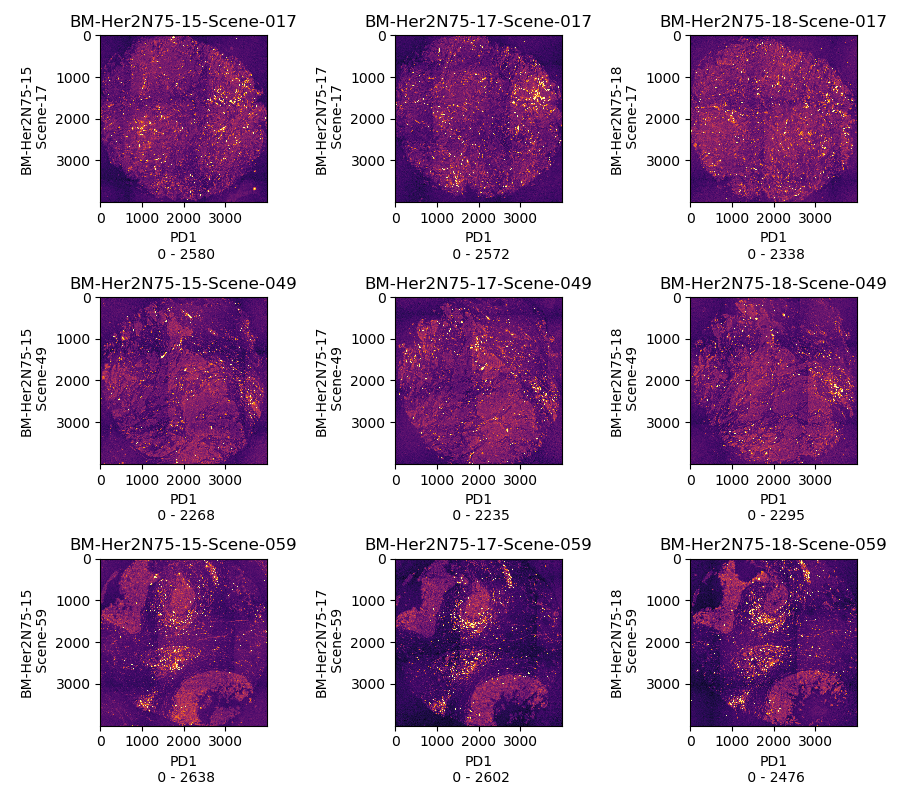 BM-Her2N75-15-Scene-017
BM-Her2N75-15
Scene-17
0
1000
2000
3000
0 1000 2000 3000
PD1
0 - 2580
BM-Her2N75-17-Scene-017
BM-Her2N75-17
Scene-17
0
1000
2000
3000
0 1000 2000 3000
PD1
0 - 2572
BM-Her2N75-18-Scene-017
BM-Her2N75-18
Scene-17
0
1000
2000
3000
0 1000 2000 3000
PD1
0 - 2338
BM-Her2N75-15-Scene-049
BM-Her2N75-15
Scene-49
0
1000
2000
3000
0 1000 2000 3000
PD1
0 - 2268
BM-Her2N75-17-Scene-049
BM-Her2N75-17
Scene-49
0
1000
2000
3000
0 1000 2000 3000
PD1
0 - 2235
BM-Her2N75-18-Scene-049
BM-Her2N75-18
Scene-49
0
1000
2000
3000
0 1000 2000 3000
PD1
0 - 2295
BM-Her2N75-15-Scene-059
BM-Her2N75-15
Scene-59
0
1000
2000
3000
0 1000 2000 3000
PD1
0 - 2638
BM-Her2N75-17-Scene-059
BM-Her2N75-17
Scene-59
0
1000
2000
3000
0 1000 2000 3000
PD1
0 - 2602
BM-Her2N75-18-Scene-059
BM-Her2N75-18
Scene-59
0
1000
2000
3000
0 1000 2000 3000
PD1
0 - 2476